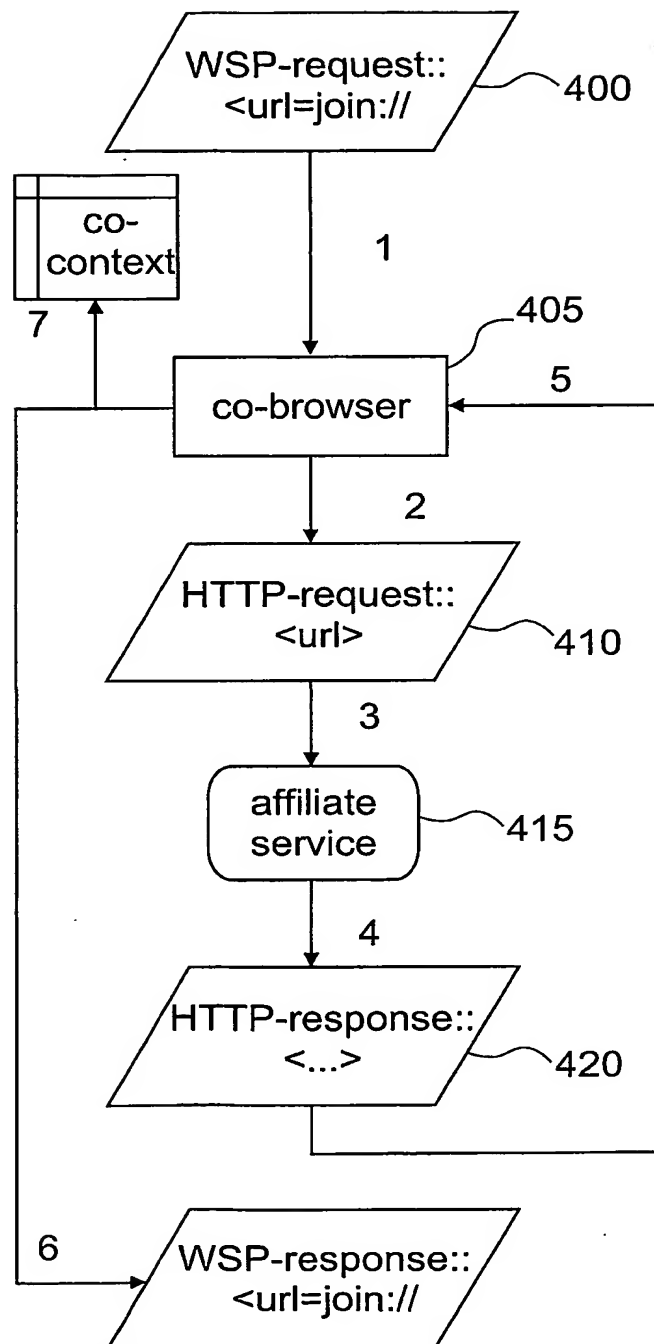 WSP-request::
<url=join://
400
co-
context
1
7
405
5
co-browser
2
HTTP-request::
<url>
410
3
affiliate
service
415
4
HTTP-response::
<...>
420
6
WSP-response::
<url=join://